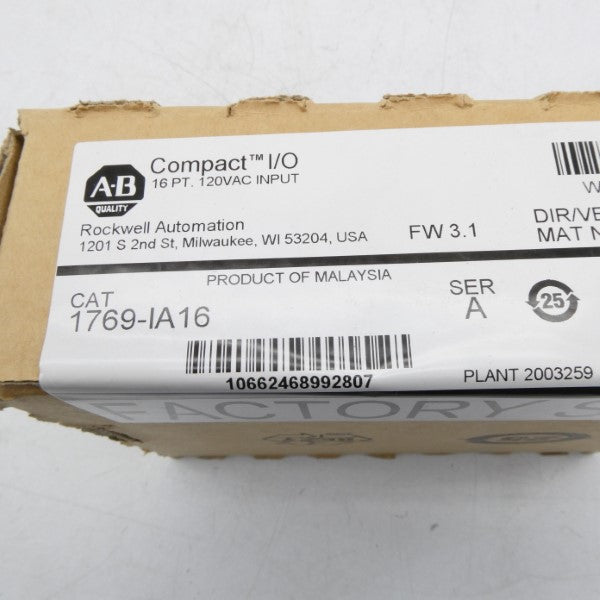 A-B
QUALITY
Compact™ I/O
16 PT. 120VAC INPUT
Rockwell Automation
1201 S 2nd St, Milwaukee, WI 53204, USA
FW 3.1
W
DIR/VE
MAT N
PRODUCT OF MALAYSIA
CAT
1769-IA16
SER
A
25
10662468992807
PLANT 2003259
FACTORY S